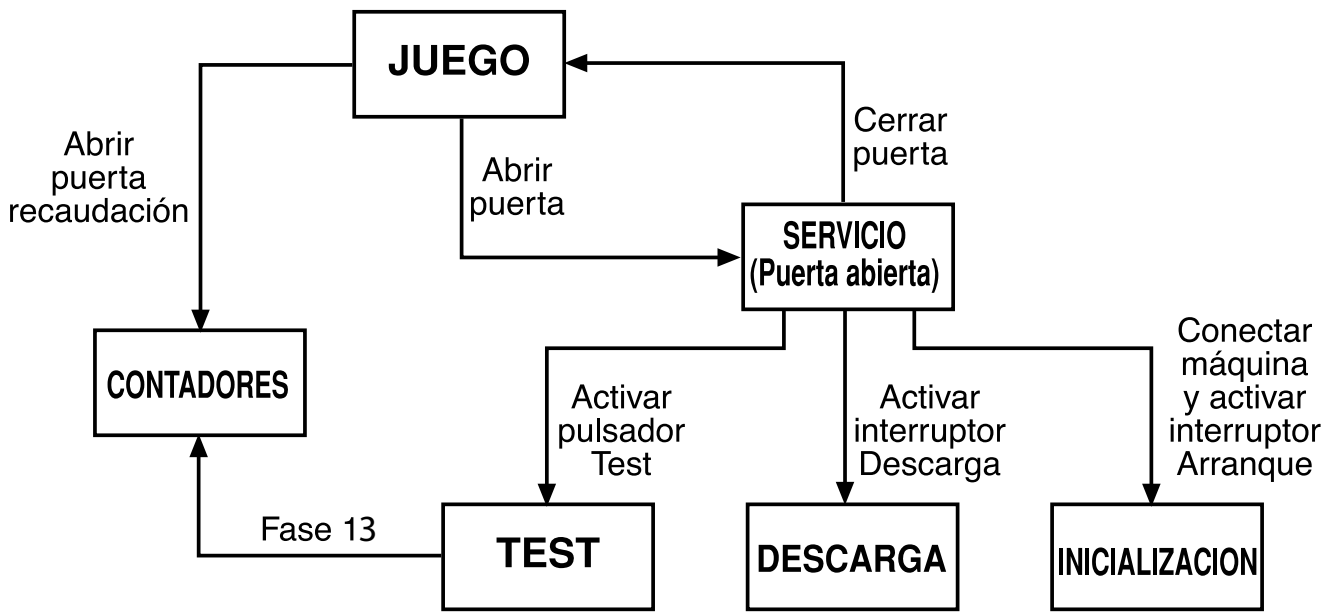 JUEGO
Abrir
puerta
recaudación
Abrir
puerta
Cerrar
puerta
SERVICIO
(Puerta abierta)
CONTADORES
Activar
pulsador
Test
Activar
interruptor
Descarga
Conectar
máquina
y activar
interruptor
Arranque
Fase 13
TEST
DESCARGA
INICIALIZACION